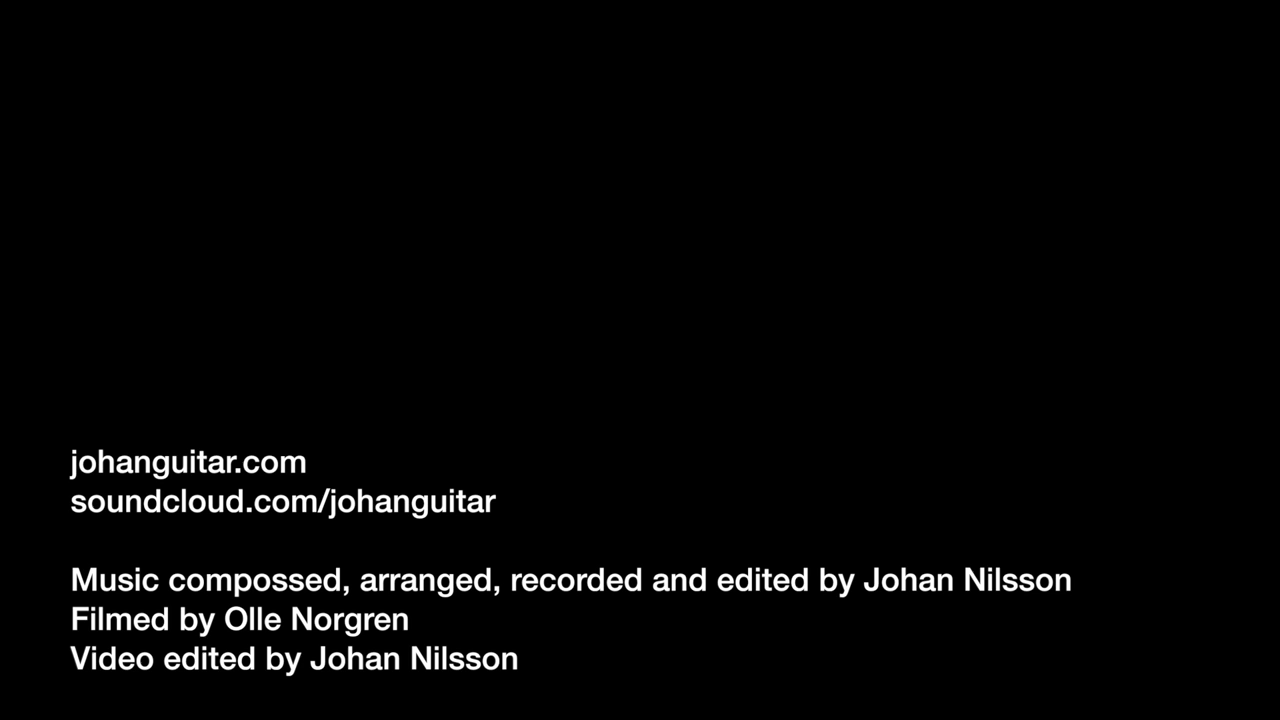 johanguitar.com
soundcloud.com/johanguitar
Music compossed, arranged, recorded and edited by Johan Nilsson
Filmed by Olle Norgren
Video edited by Johan Nilsson